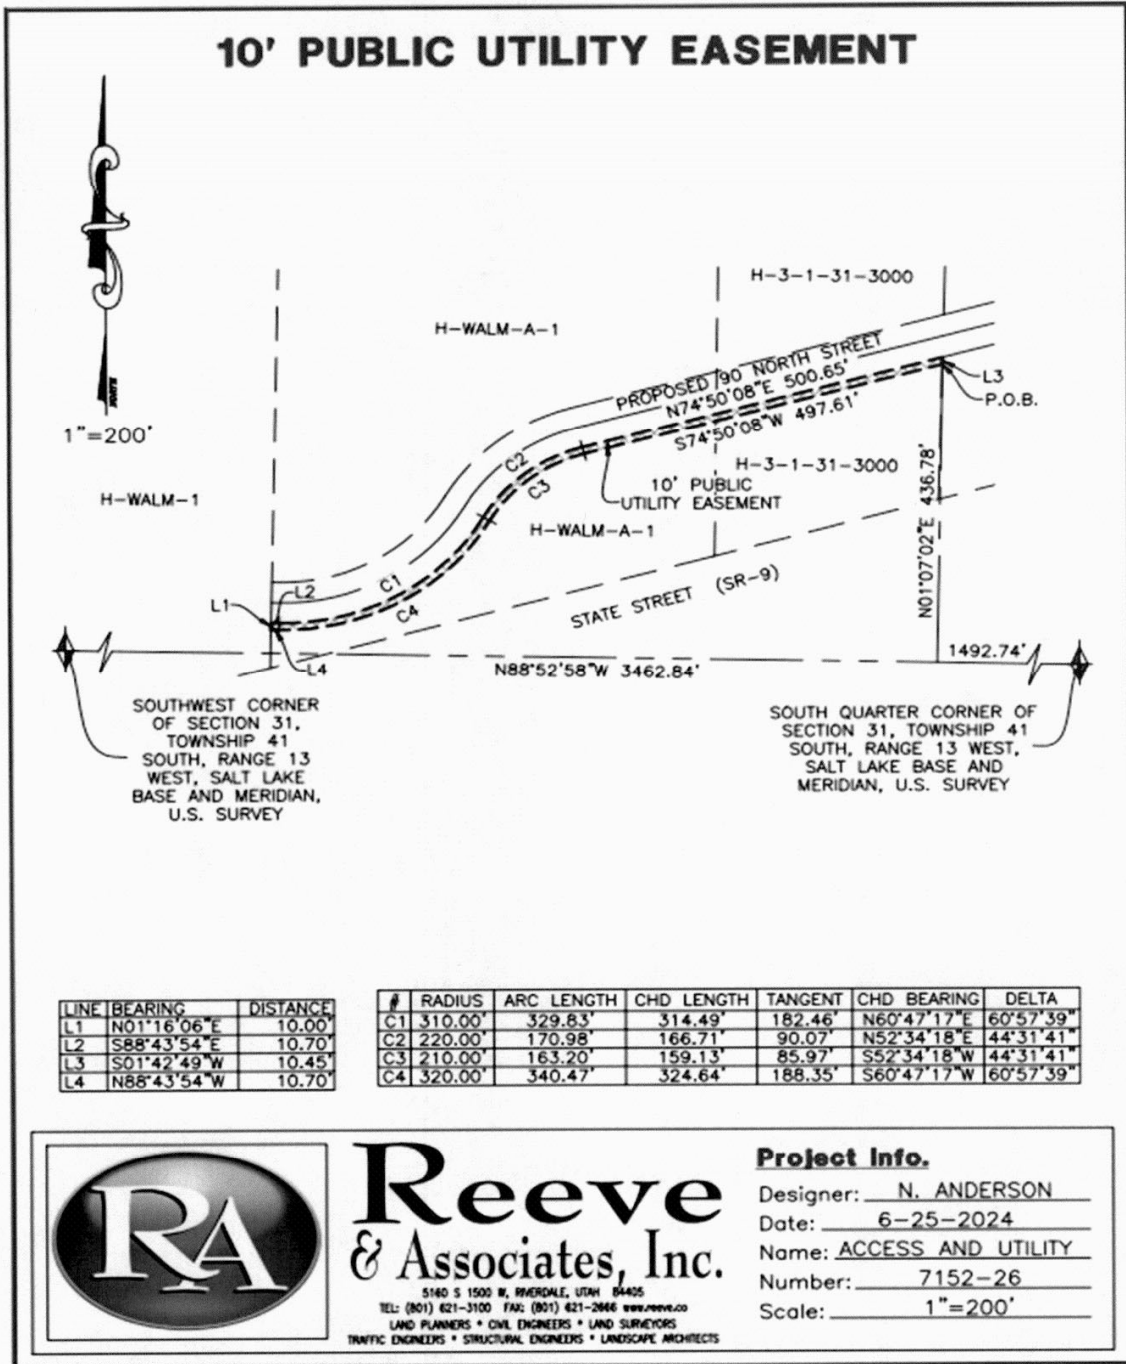 10' PUBLIC UTILITY EASEMENT
1"=200'
H-3-1-31-3000
H-WALM-A-1
PROPOSED 790 NORTH STREET
N74°50'08"E 500.65'
S74°50'08"W 497.61'
L3
P.O.B.
H-WALM-1
C2
C3
10' PUBLIC
UTILITY EASEMENT
H-3-1-31-3000
H-WALM-A-1
N01°07'02"E 436.78'
C1
C4
L1
L2
L4
STATE STREET (SR-9)
N88°52'58"W 3462.84'
1492.74'
SOUTHWEST CORNER
OF SECTION 31,
TOWNSHIP 41
SOUTH, RANGE 13
WEST, SALT LAKE
BASE AND MERIDIAN,
U.S. SURVEY
SOUTH QUARTER CORNER OF
SECTION 31, TOWNSHIP 41
SOUTH, RANGE 13 WEST,
SALT LAKE BASE AND
MERIDIAN, U.S. SURVEY
LINE BEARING DISTANCE
L1 N01°16'06"E 10.00'
L2 S88°43'54"E 10.70'
L3 S01°42'49"W 10.45'
L4 N88°43'54"W 10.70'
# RADIUS ARC LENGTH CHD LENGTH TANGENT CHD BEARING DELTA
C1 310.00' 329.83' 314.49' 182.46' N60°47'17"E 60°57'39"
C2 220.00' 170.98' 166.71' 90.07' N52°34'18"E 44°31'41"
C3 210.00' 163.20' 159.13' 85.97' S52°34'18"W 44°31'41"
C4 320.00' 340.47' 324.64' 188.35' S60°47'17"W 60°57'39"
RA
Reeve
& Associates, Inc.
5160 S 1500 W, RIVERDALE, UTAH 84405
TEL: (801) 621-3100 FAX: (801) 621-2666 www.reeve.co
LAND PLANNERS * CIVIL ENGINEERS * LAND SURVEYORS
TRAFFIC ENGINEERS * STRUCTURAL ENGINEERS * LANDSCAPE ARCHITECTS
Project Info.
Designer: N. ANDERSON
Date: 6-25-2024
Name: ACCESS AND UTILITY
Number: 7152-26
Scale: 1"=200'